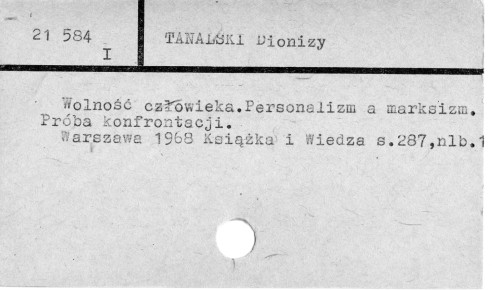 21 584
I
TANALSKI Dionizy
Wolność człowieka.Personalizm a marksizm.
Próba konfrontacji.
Warszawa 1968 Książka i Wiedza s.287,nlb.1